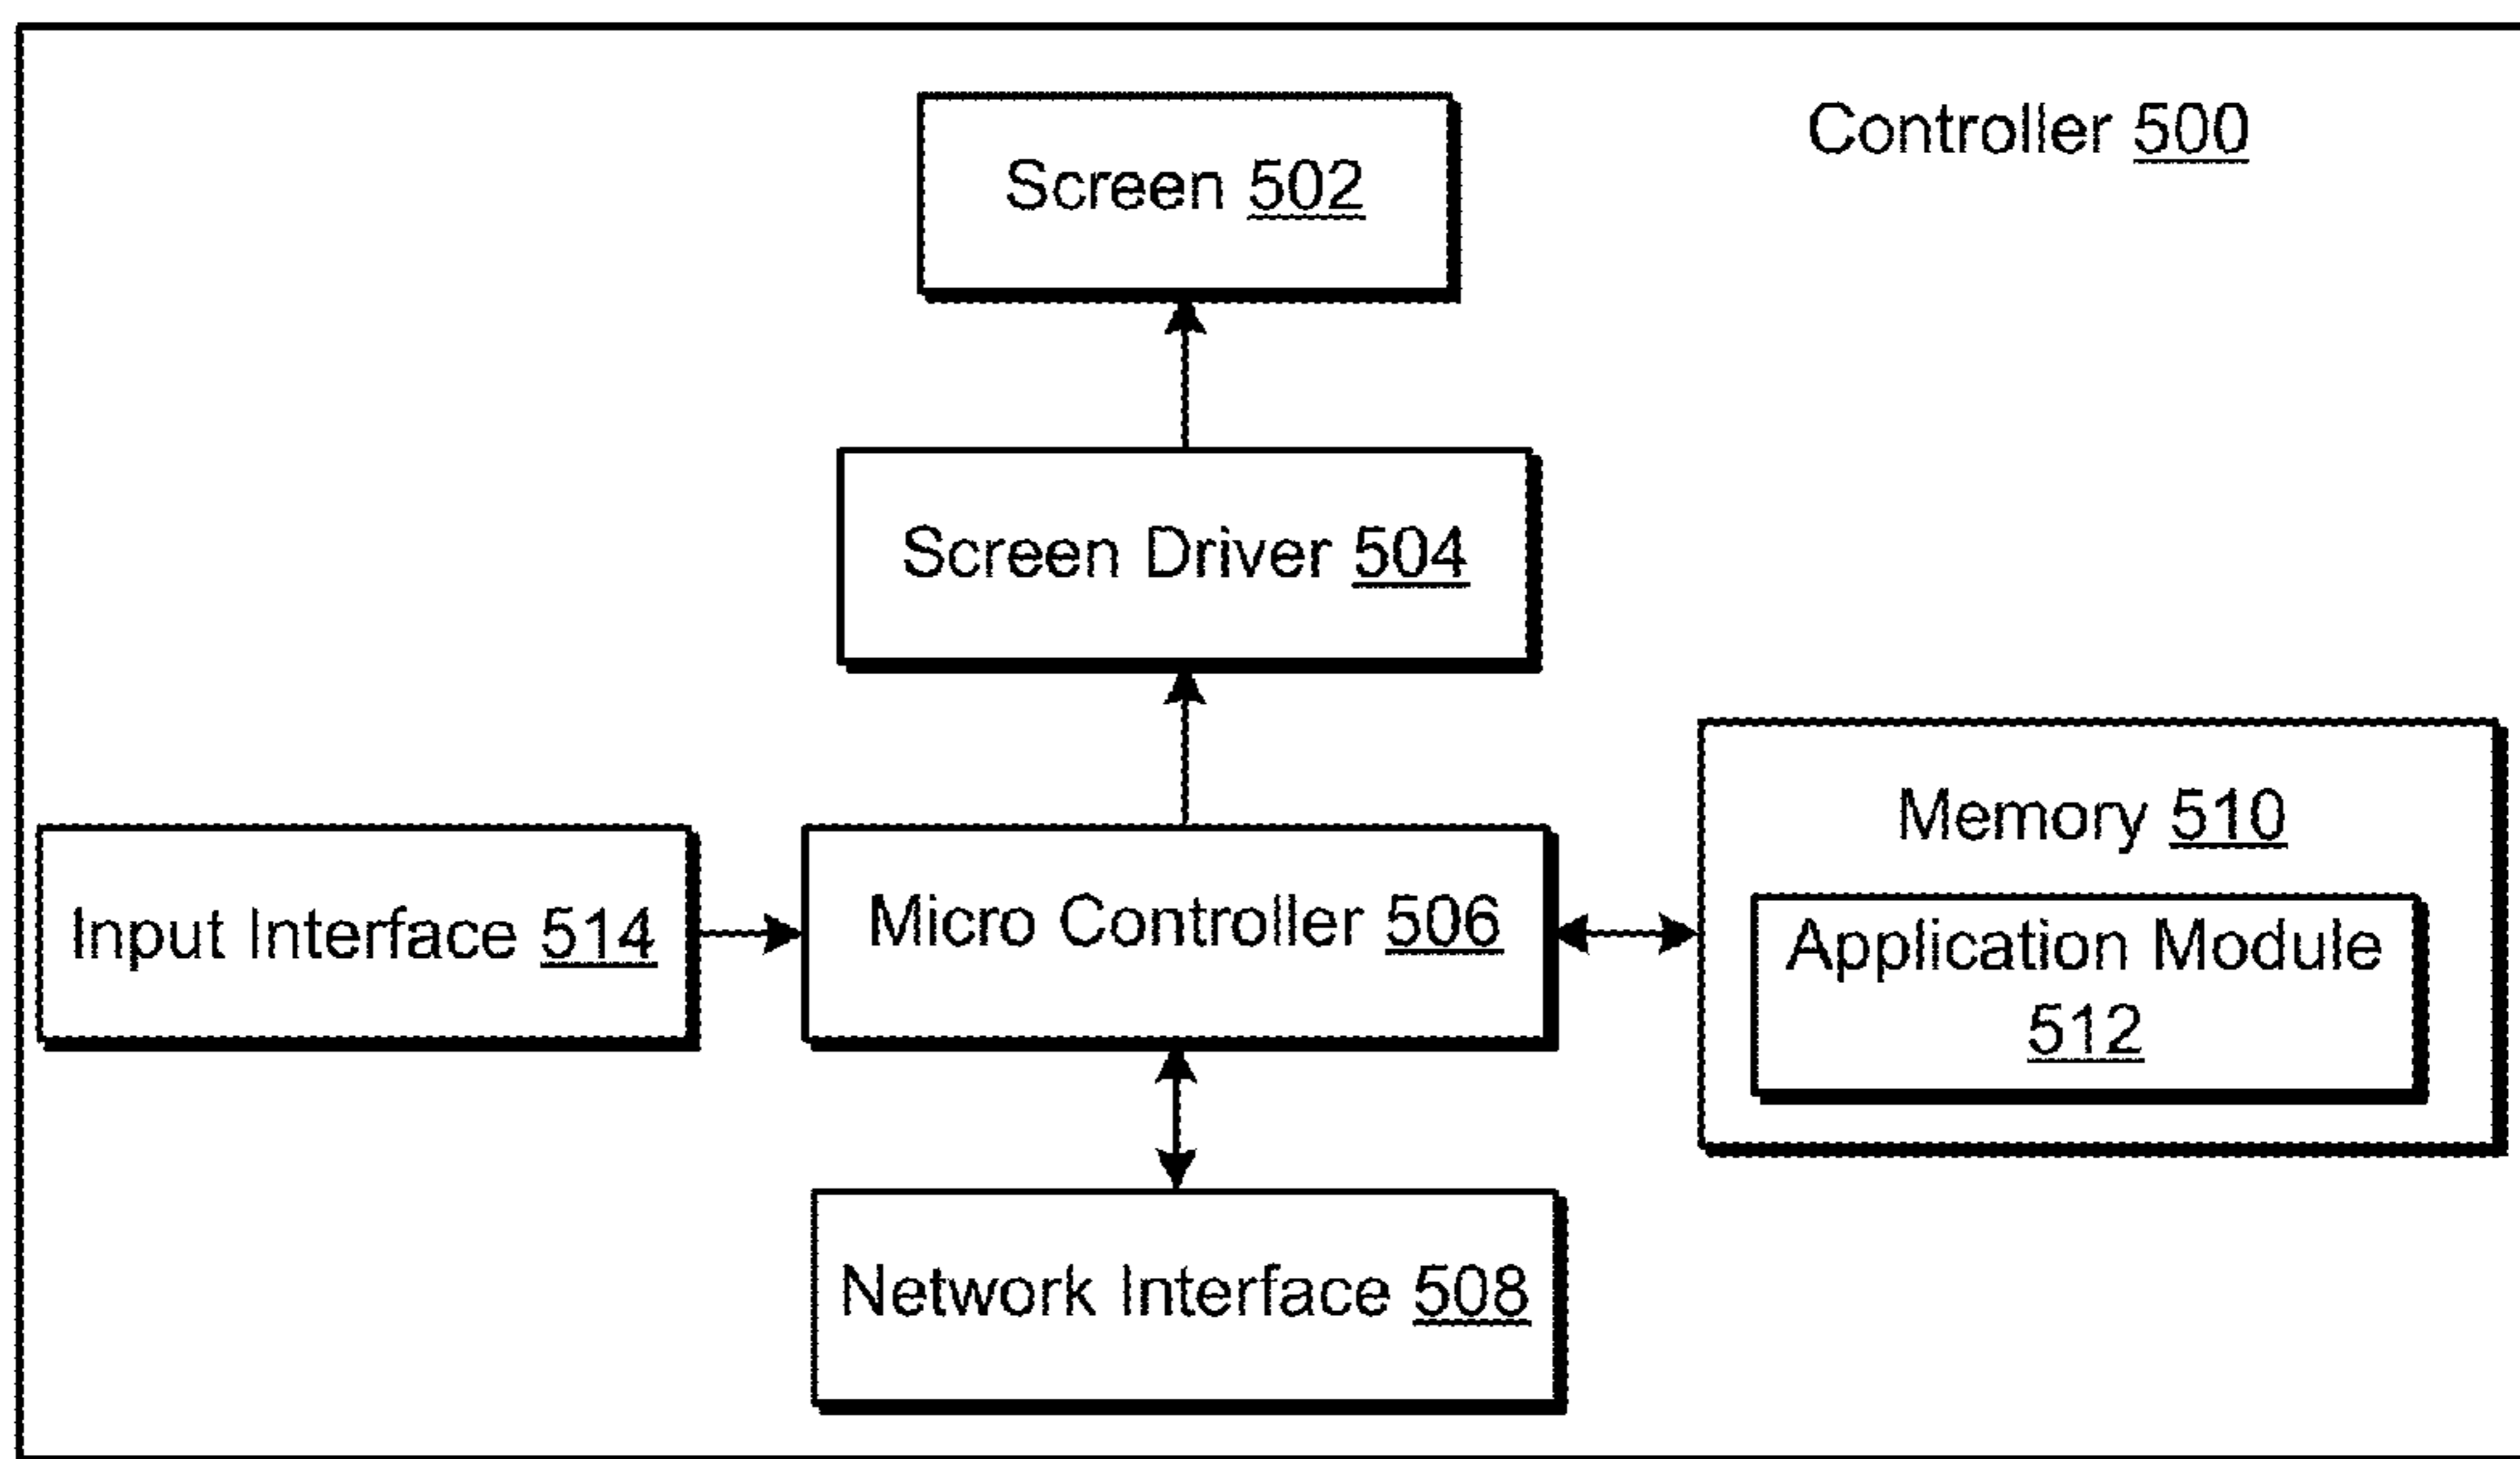 Controller 500
Screen 502
Screen Driver 504
Memory 510
Input Interface 514
Micro Controller 506
Application Module
512
Network Interface 508